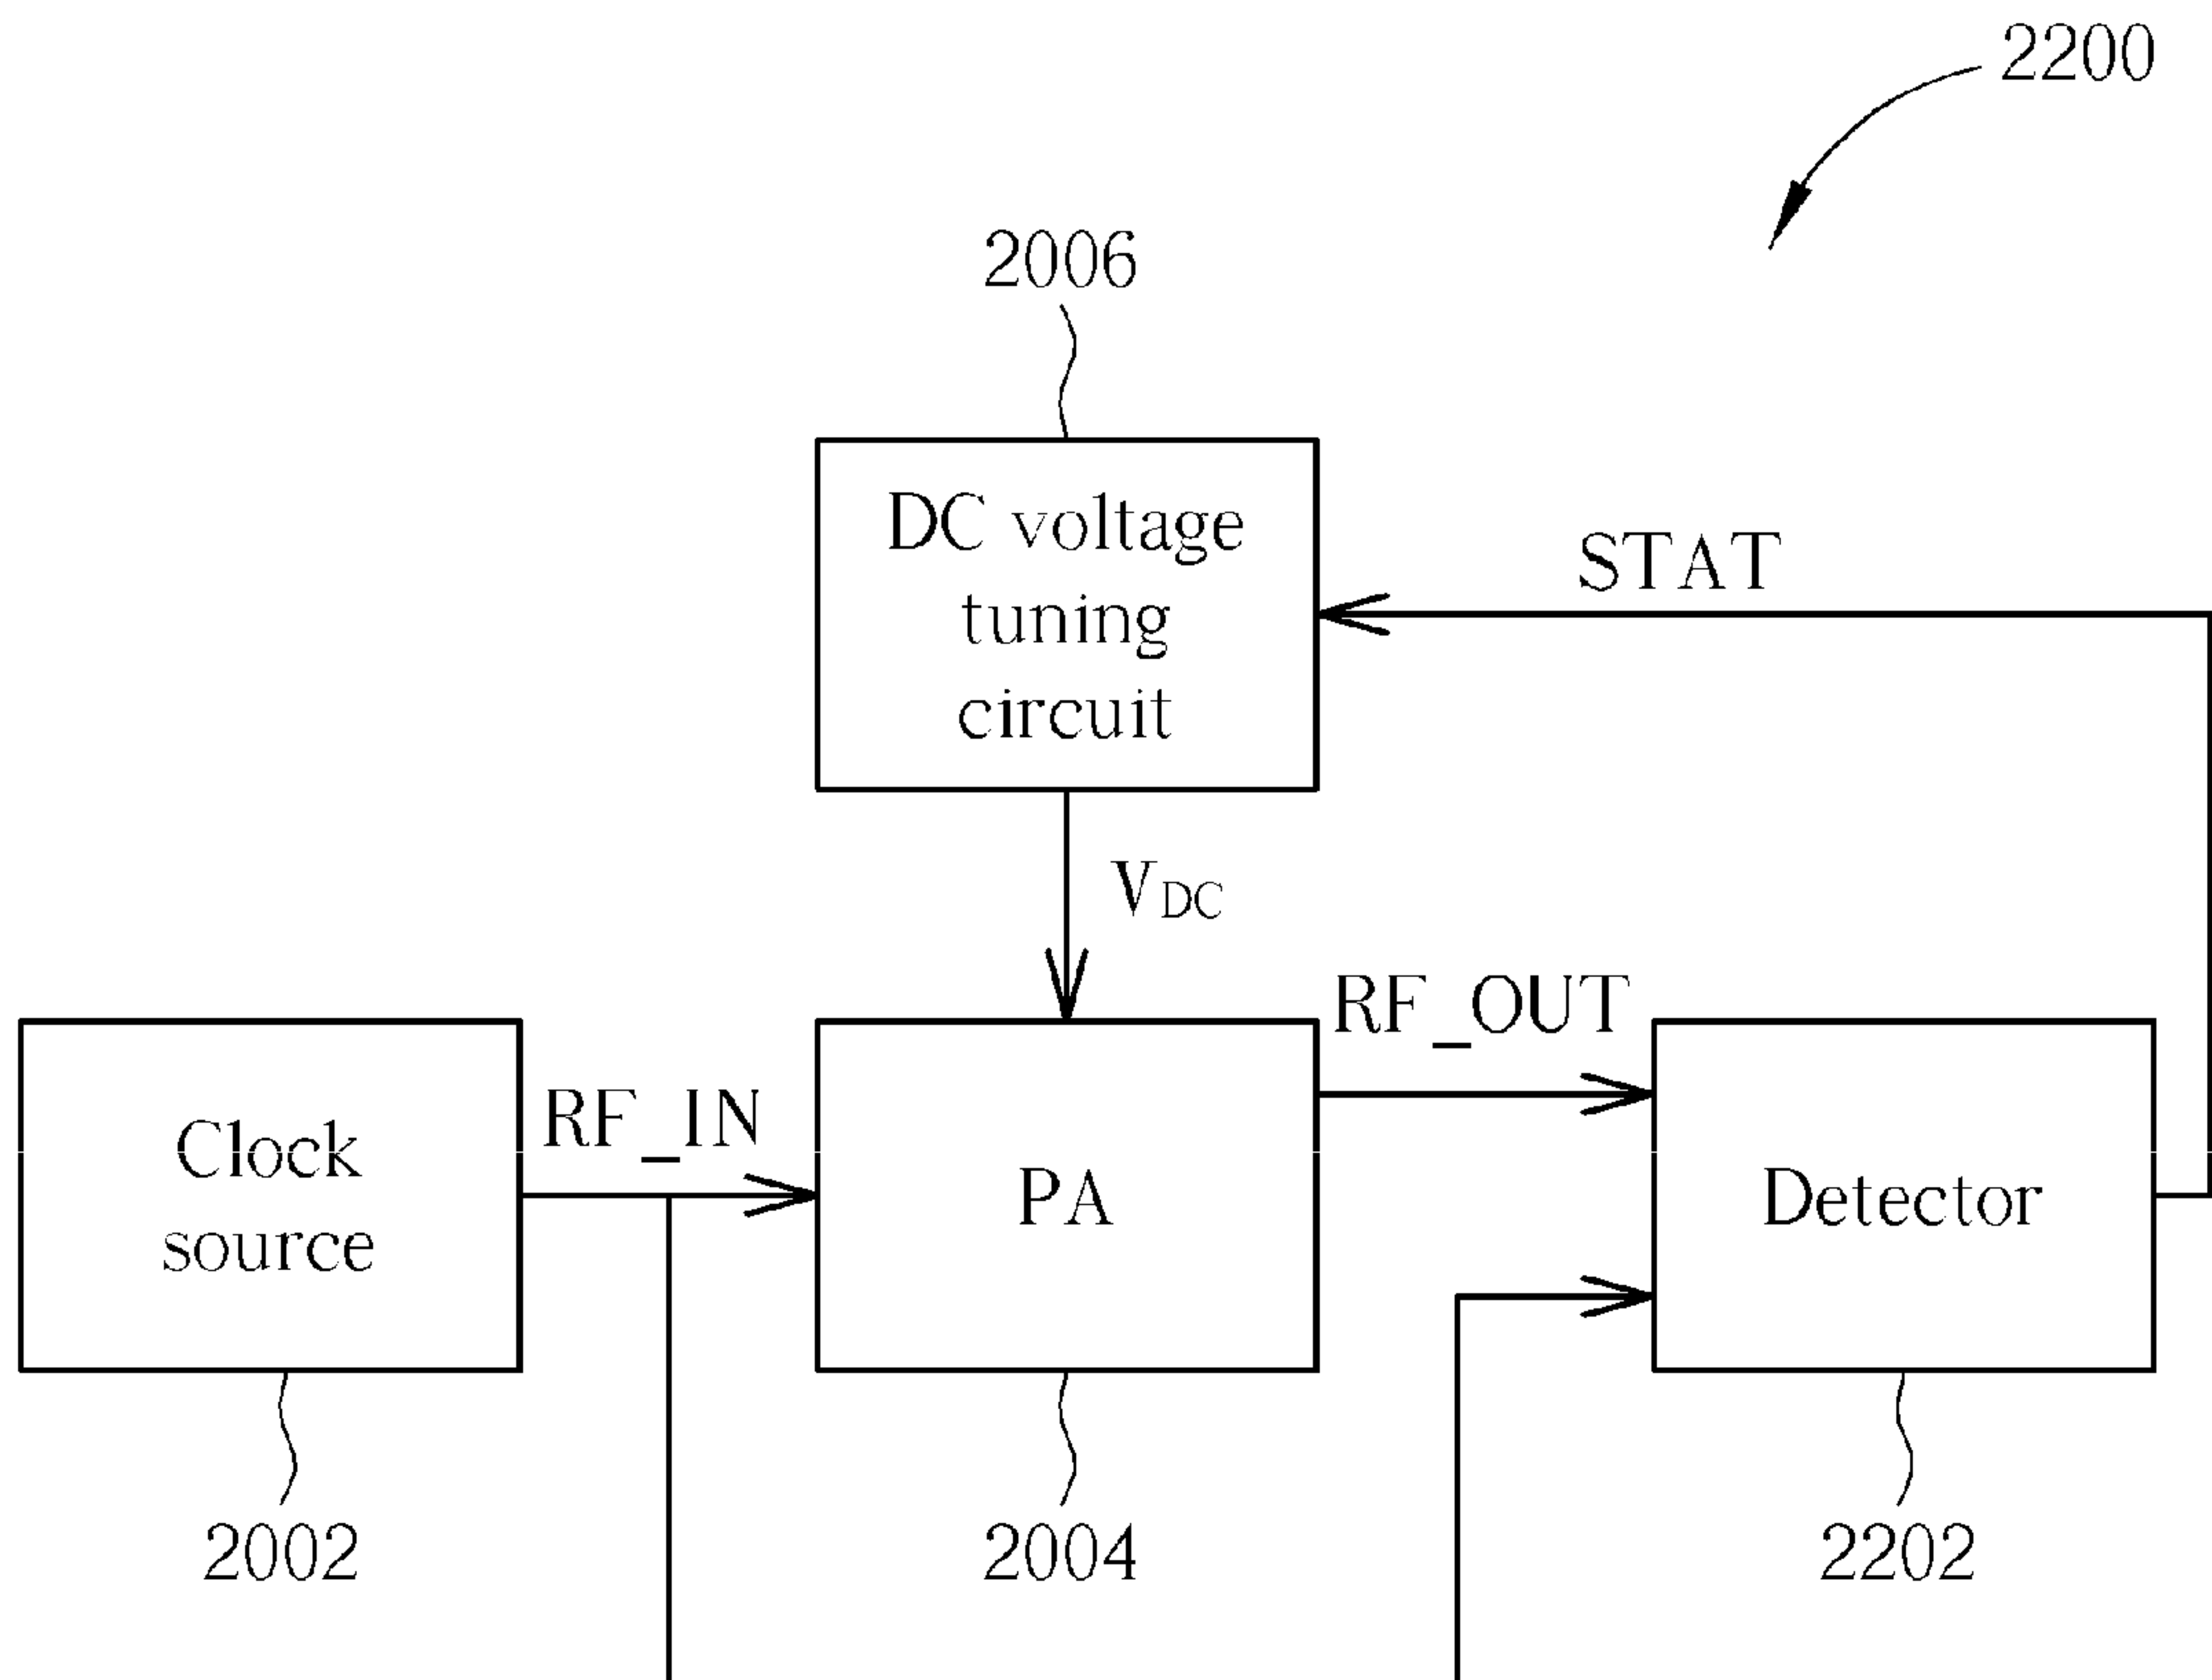 2200
2006
DC voltage
tuning
circuit
STAT
VDC
RF_OUT
RF_IN
Clock
source
PA
Detector
2002
2004
2202